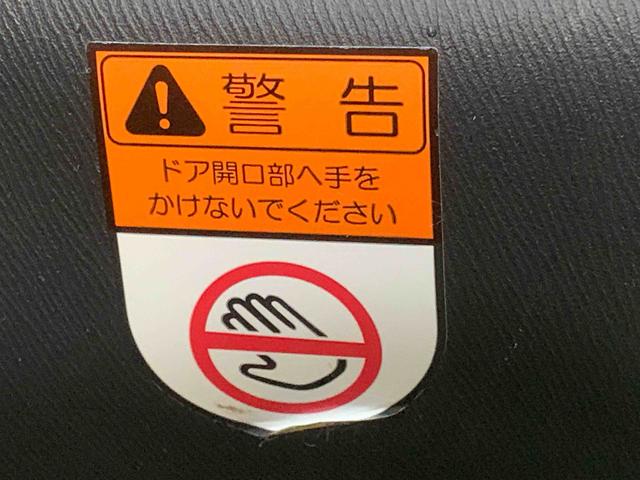 警告
ドア開口部へ手を
かけないでください